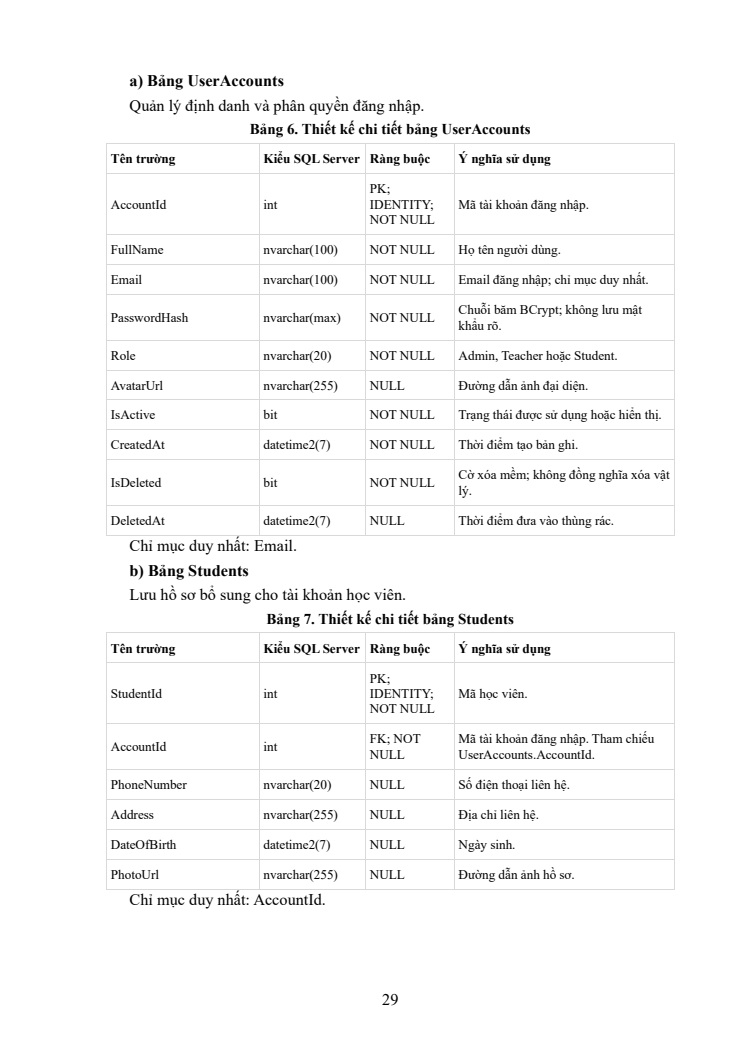 a) Bảng UserAccounts
Quản lý định danh và phân quyền đăng nhập.
Bảng 6. Thiết kế chi tiết bảng UserAccounts
Tên trường Kiểu SQL Server Ràng buộc Ý nghĩa sử dụng
AccountId int PK; IDENTITY; NOT NULL Mã tài khoản đăng nhập.
FullName nvarchar(100) NOT NULL Họ tên người dùng.
Email nvarchar(100) NOT NULL Email đăng nhập; chỉ mục duy nhất.
PasswordHash nvarchar(max) NOT NULL Chuỗi băm BCrypt; không lưu mật khẩu rõ.
Role nvarchar(20) NOT NULL Admin, Teacher hoặc Student.
AvatarUrl nvarchar(255) NULL Đường dẫn ảnh đại diện.
IsActive bit NOT NULL Trạng thái được sử dụng hoặc hiển thị.
CreatedAt datetime2(7) NOT NULL Thời điểm tạo bản ghi.
IsDeleted bit NOT NULL Cờ xóa mềm; không đồng nghĩa xóa vật lý.
DeletedAt datetime2(7) NULL Thời điểm đưa vào thùng rác.
Chỉ mục duy nhất: Email.
b) Bảng Students
Lưu hồ sơ bổ sung cho tài khoản học viên.
Bảng 7. Thiết kế chi tiết bảng Students
Tên trường Kiểu SQL Server Ràng buộc Ý nghĩa sử dụng
StudentId int PK; IDENTITY; NOT NULL Mã học viên.
AccountId int FK; NOT NULL Mã tài khoản đăng nhập. Tham chiếu UserAccounts.AccountId.
PhoneNumber nvarchar(20) NULL Số điện thoại liên hệ.
Address nvarchar(255) NULL Địa chỉ liên hệ.
DateOfBirth datetime2(7) NULL Ngày sinh.
PhotoUrl nvarchar(255) NULL Đường dẫn ảnh hồ sơ.
Chỉ mục duy nhất: AccountId.
29